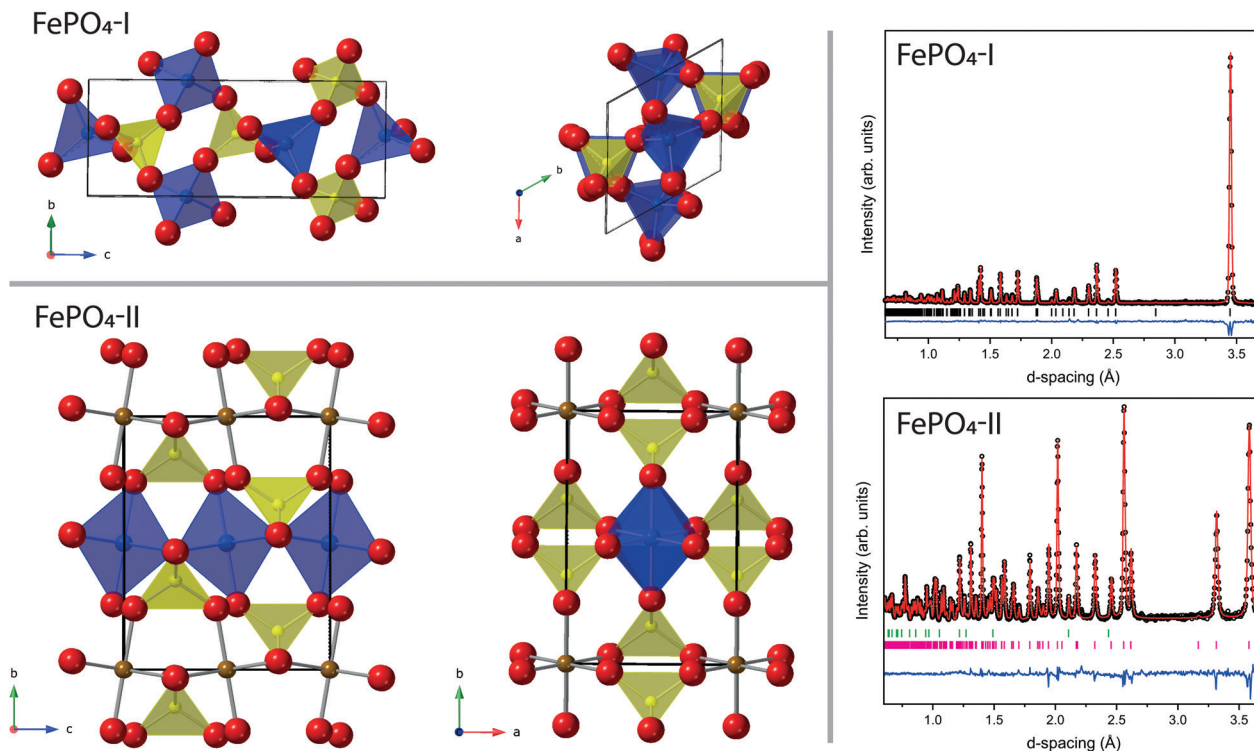 FePO₄-I
b
c
b
a
FePO₄-II
b
c
b
a
FePO₄-I
Intensity (arb. units)
1.0 1.5 2.0 2.5 3.0 3.5
d-spacing (Å)
FePO₄-II
Intensity (arb. units)
1.0 1.5 2.0 2.5 3.0 3.5
d-spacing (Å)